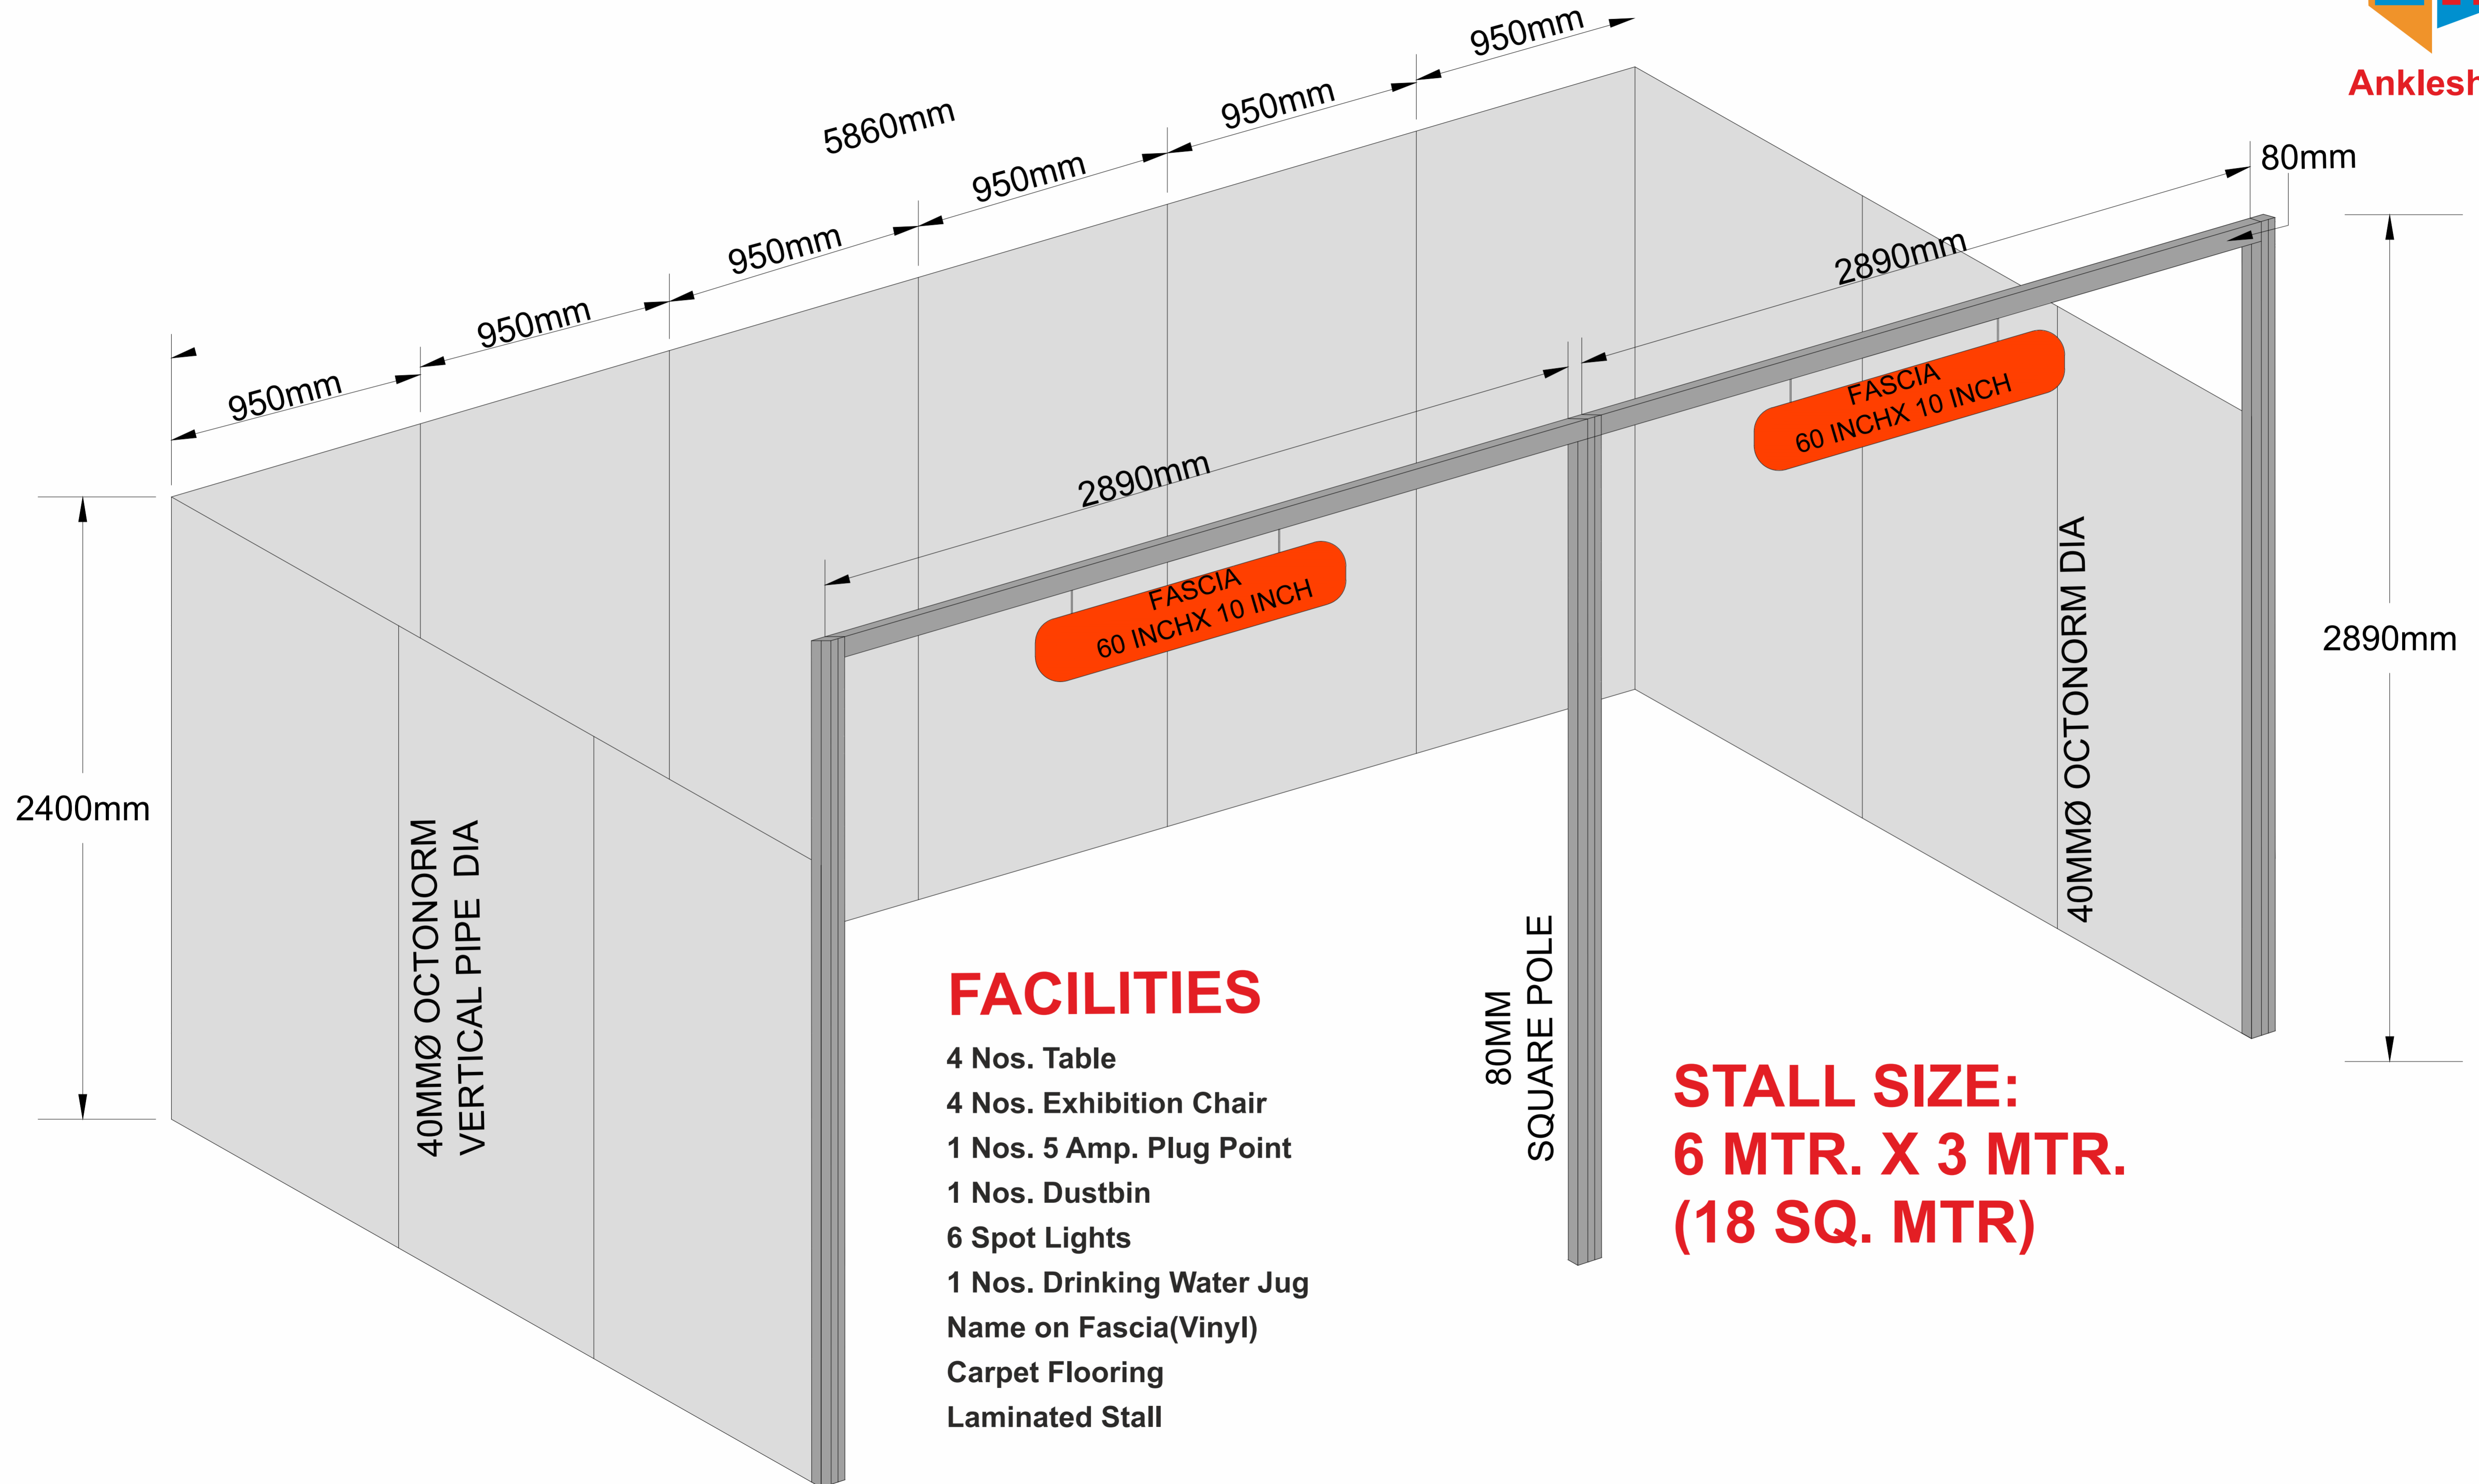 950mm
5860mm
950mm
950mm
950mm
950mm
950mm
80mm
2890mm
2890mm
FASCIA
60 INCHX 10 INCH
FASCIA
60 INCHX 10 INCH
2400mm
2890mm
40MMØ OCTONORM
VERTICAL PIPE DIA
40MMØ OCTONORM DIA
80MM
SQUARE POLE
FACILITIES
4 Nos. Table
4 Nos. Exhibition Chair
1 Nos. 5 Amp. Plug Point
1 Nos. Dustbin
6 Spot Lights
1 Nos. Drinking Water Jug
Name on Fascia(Vinyl)
Carpet Flooring
Laminated Stall
STALL SIZE:
6 MTR. X 3 MTR.
(18 SQ. MTR)